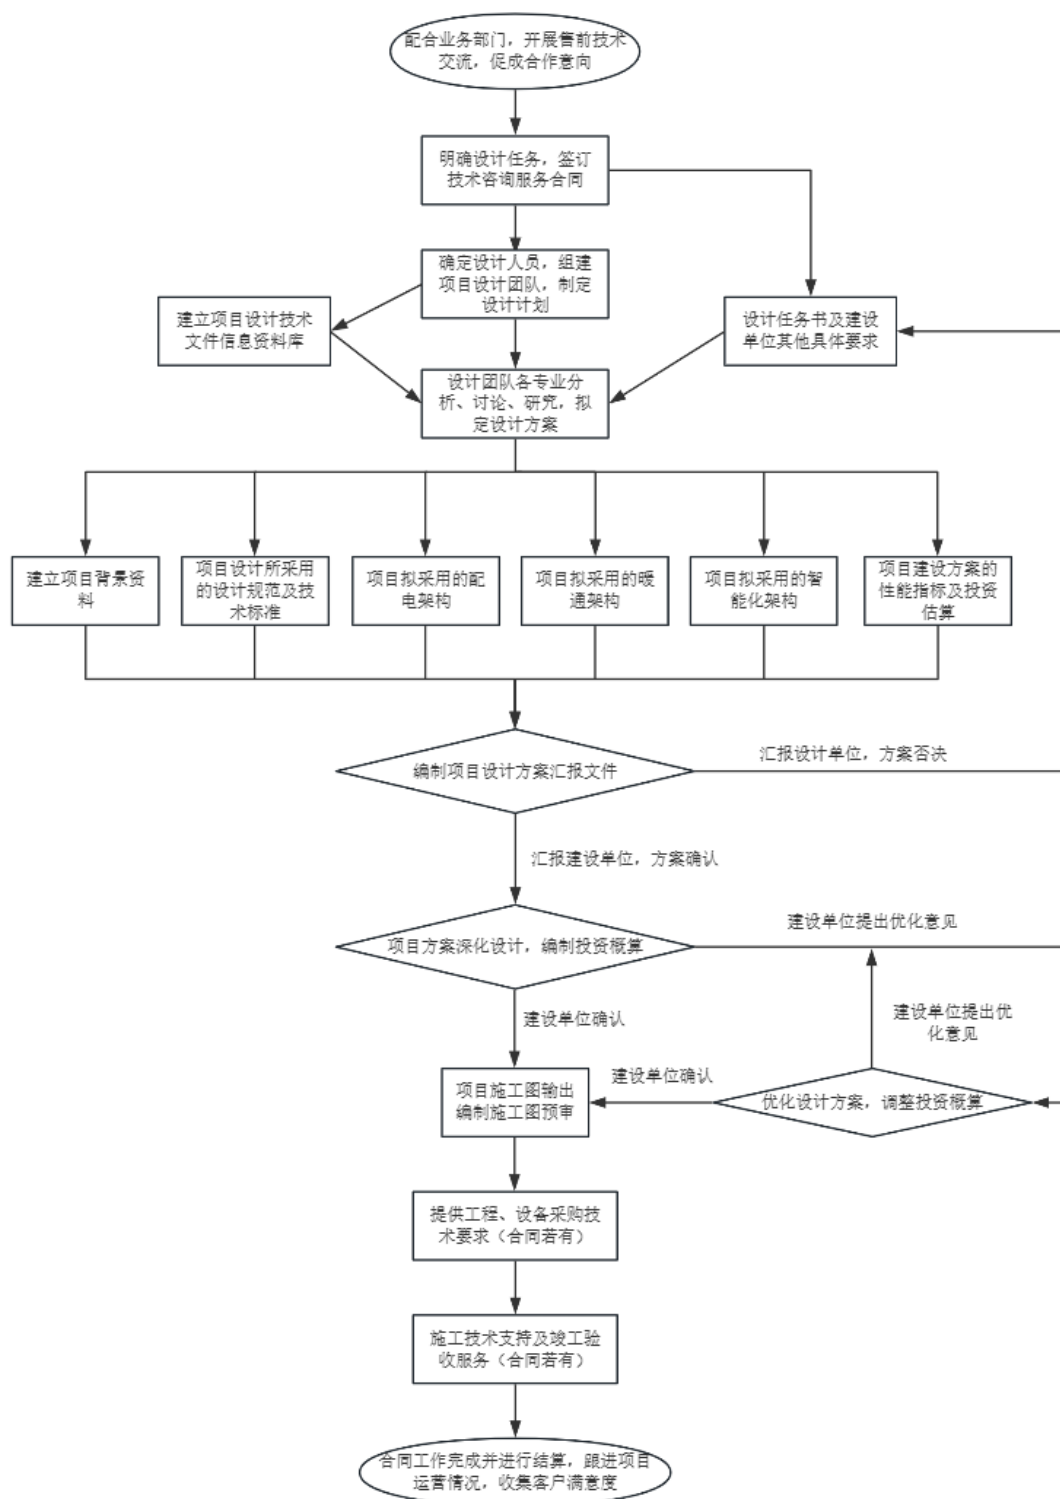 配合业务部门，开展售前技术
交流，促成合作意向
明确设计任务，签订
技术咨询服务合同
确定设计人员，组建
项目设计团队，制定
设计计划
建立项目设计技术
文件信息资料库
设计任务书及建设
单位其他具体要求
设计团队各专业分
析、讨论、研究，拟
定设计方案
建立项目背景资
料
项目设计所采用
的设计规范及技
术标准
项目拟采用的配
电架构
项目拟采用的暖
通架构
项目拟采用的智
能化架构
项目建设方案的
性能指标及投资
估算
编制项目设计方案汇报文件
汇报设计单位，方案否决
汇报建设单位，方案确认
项目方案深化设计，编制投资概算
建设单位提出优化意见
建设单位确认
建设单位提出优
化意见
项目施工图输出
编制施工图预审
建设单位确认
优化设计方案，调整投资概算
提供工程、设备采购技
术要求（合同若有）
施工技术支持及竣工验
收服务（合同若有）
合同工作完成并进行结算，跟进项目
运营情况，收集客户满意度